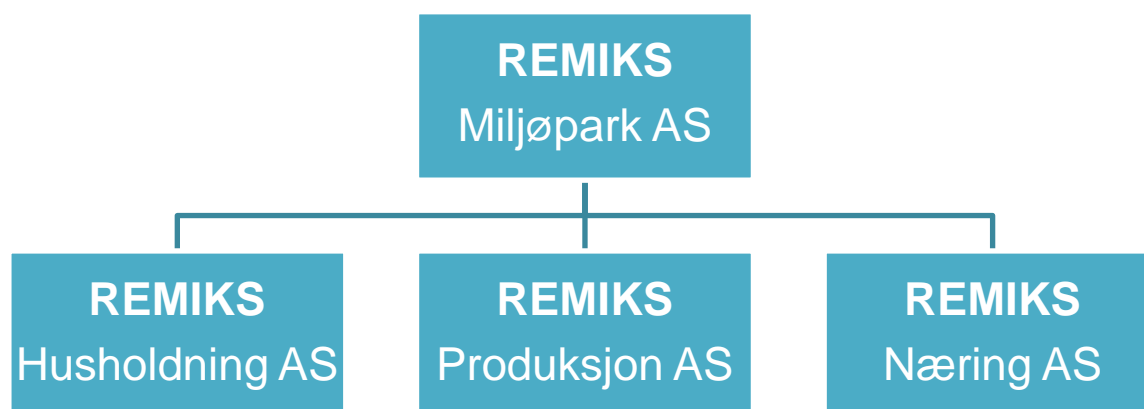 REMIKS
Miljøpark AS
REMIKS
Husholdning AS
REMIKS
Produksjon AS
REMIKS
Næring AS